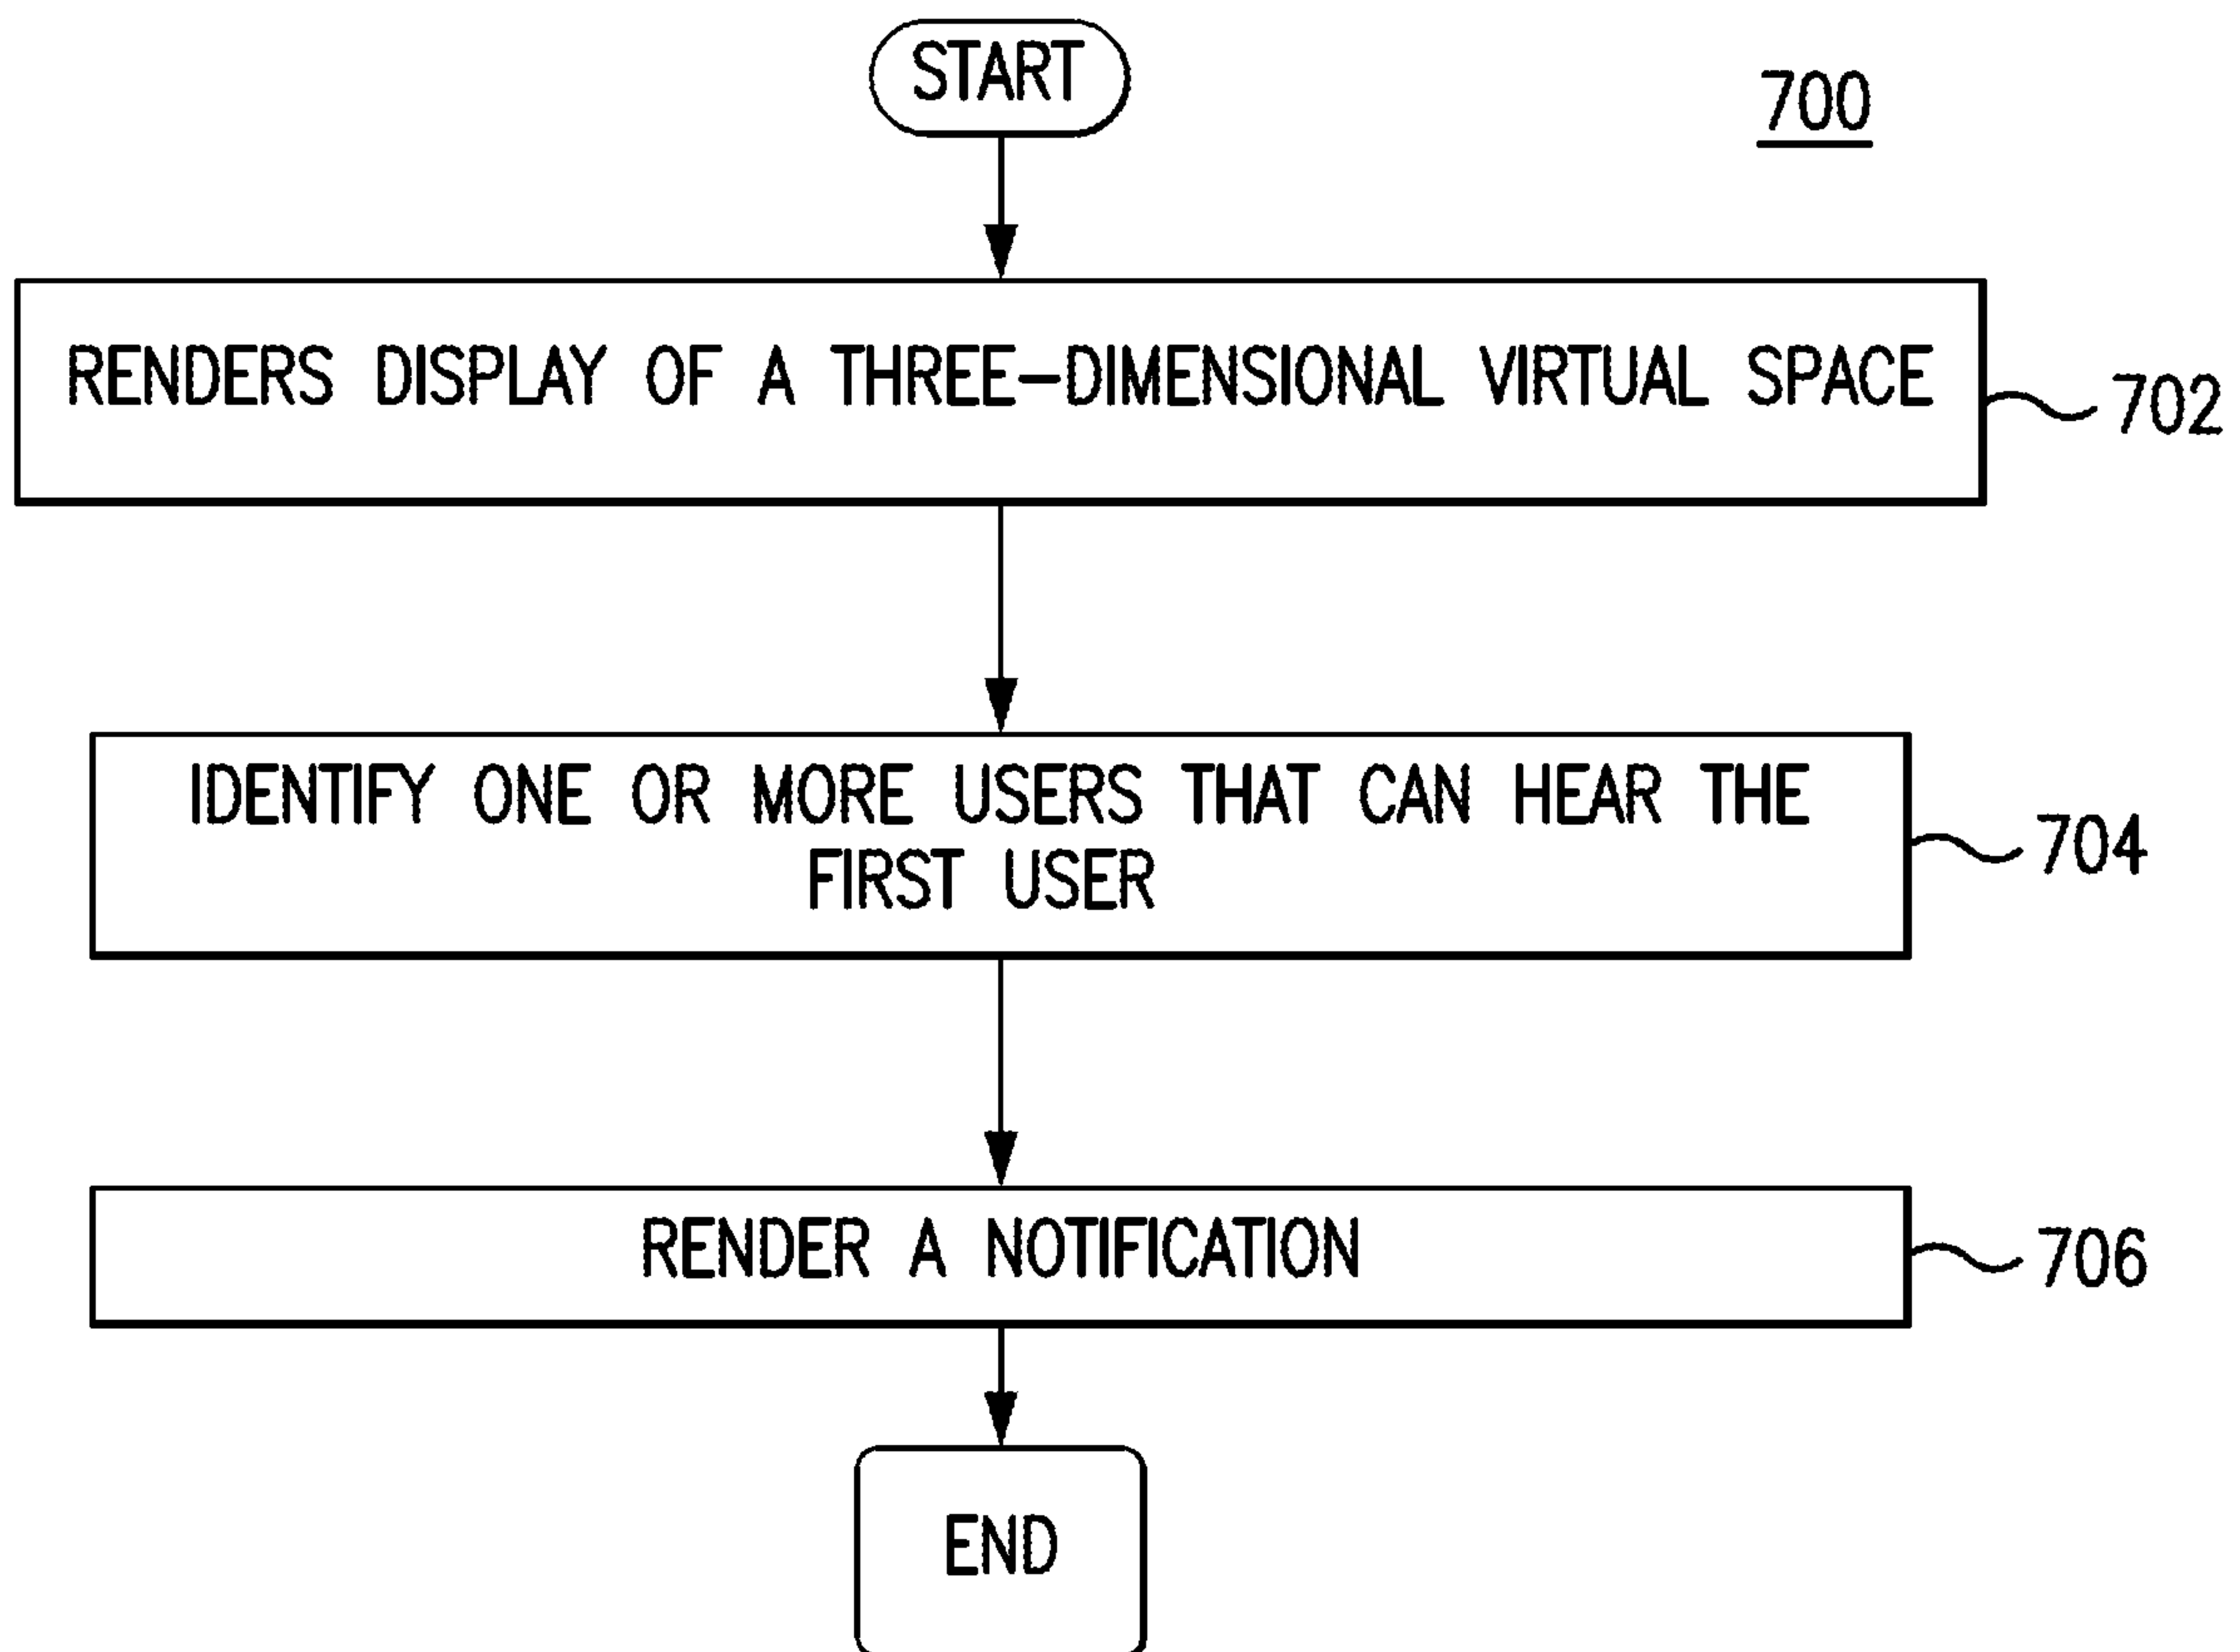 START
700
RENDERS DISPLAY OF A THREE-DIMENSIONAL VIRTUAL SPACE
702
IDENTIFY ONE OR MORE USERS THAT CAN HEAR THE
FIRST USER
704
RENDER A NOTIFICATION
706
END